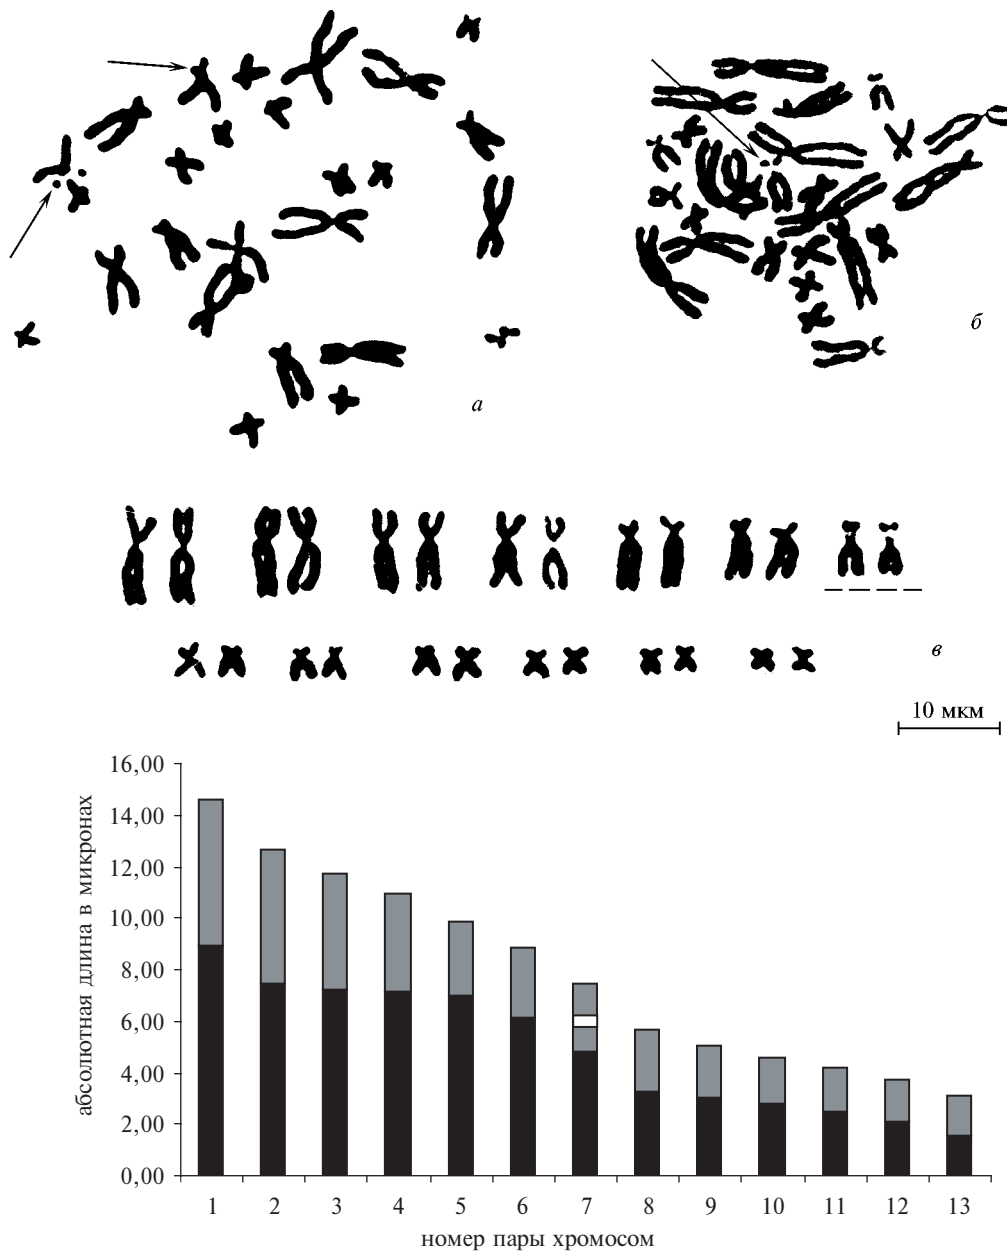 а
б
в
10 мкм
абсолютная длина в микронах
16,00
14,00
12,00
10,00
8,00
6,00
4,00
2,00
0,00
1 2 3 4 5 6 7 8 9 10 11 12 13
номер пары хромосом